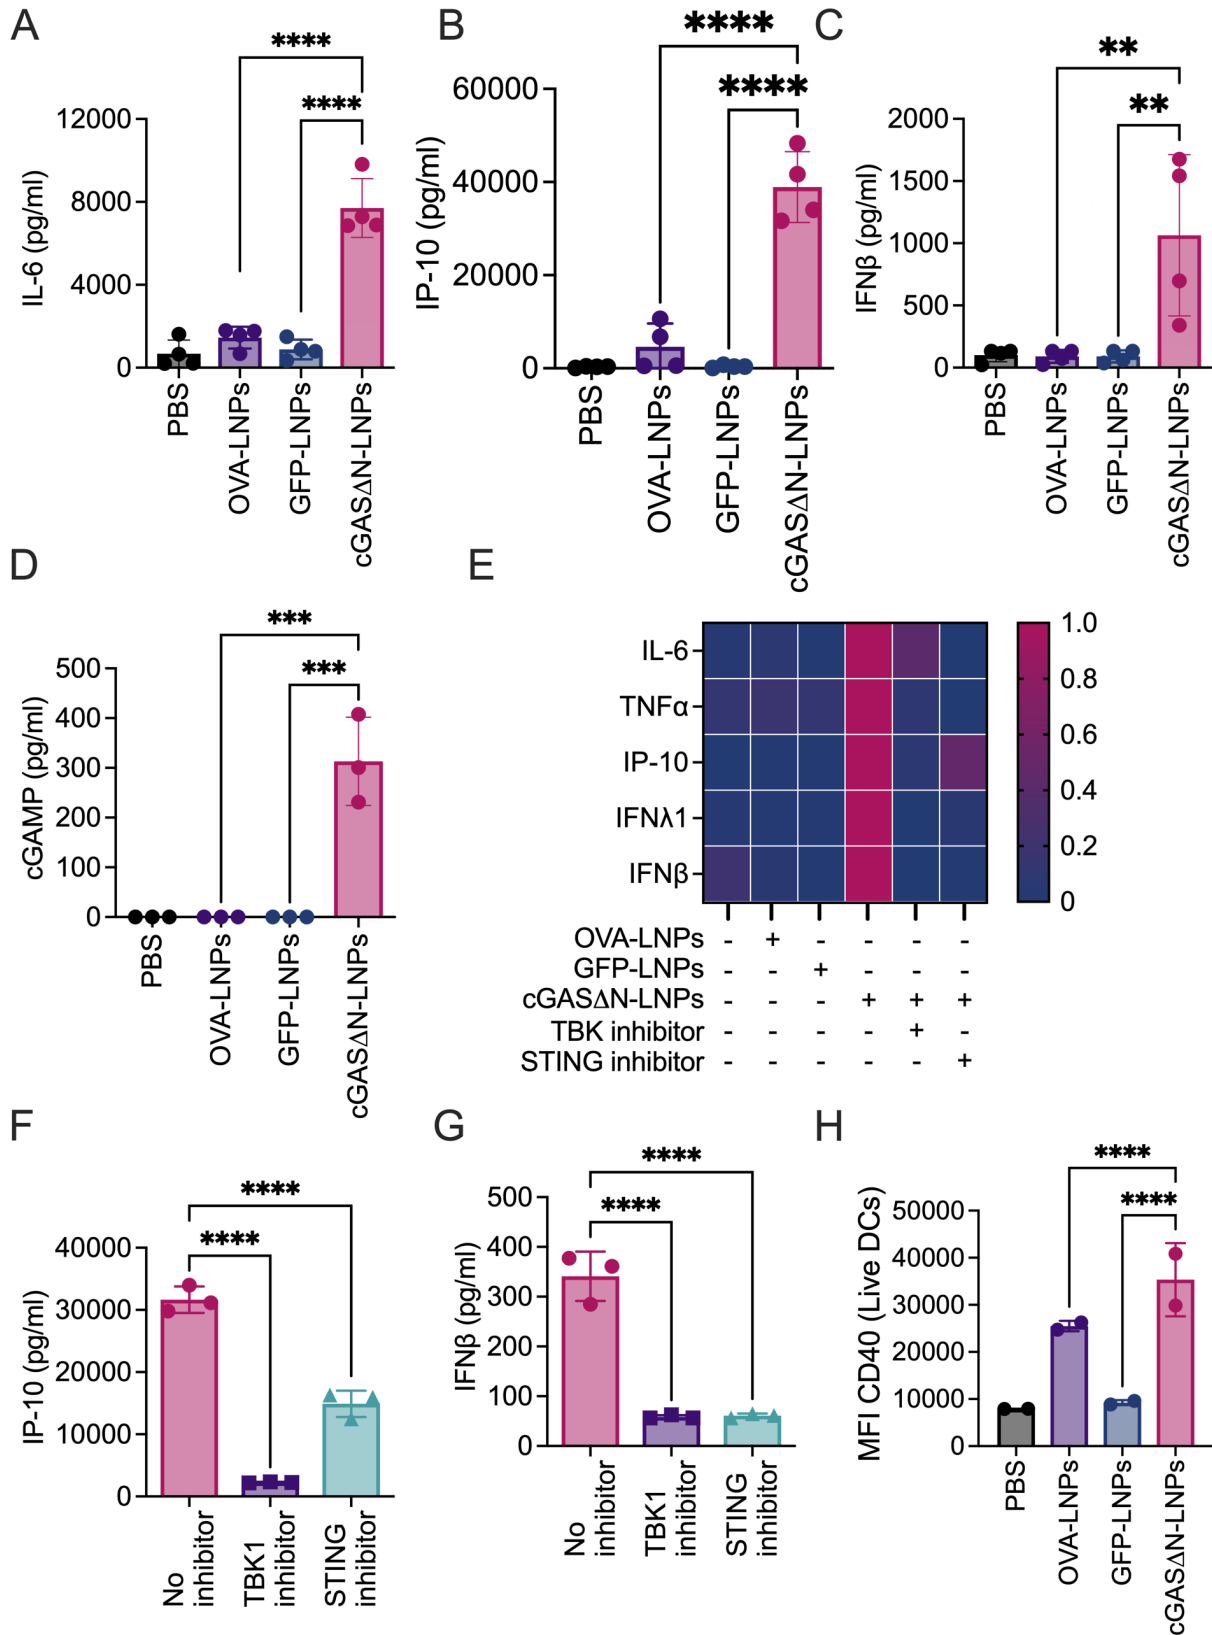 A
****
****
IL-6 (pg/ml)
12000
8000
4000
0
PBS
OVA-LNPs
GFP-LNPs
cGAS∆N-LNPs
B
****
****
IP-10 (pg/ml)
60000
40000
20000
0
PBS
OVA-LNPs
GFP-LNPs
cGAS∆N-LNPs
C
**
**
IFNβ (pg/ml)
2000
1500
1000
500
0
PBS
OVA-LNPs
GFP-LNPs
cGAS∆N-LNPs
D
***
***
cGAMP (pg/ml)
500
400
300
200
100
0
PBS
OVA-LNPs
GFP-LNPs
cGAS∆N-LNPs
E
IL-6
TNFα
IP-10
IFNλ1
IFNβ
1.0
0.8
0.6
0.4
0.2
0
OVA-LNPs - + - - - -
GFP-LNPs - - + - - -
cGAS∆N-LNPs - - - + + +
TBK inhibitor - - - - + -
STING inhibitor - - - - - +
F
****
****
IP-10 (pg/ml)
40000
30000
20000
10000
0
No
inhibitor
TBK1
inhibitor
STING
inhibitor
G
****
****
IFNβ (pg/ml)
500
400
300
200
100
0
No
inhibitor
TBK1
inhibitor
STING
inhibitor
H
****
****
MFI CD40 (Live DCs)
50000
40000
30000
20000
10000
0
PBS
OVA-LNPs
GFP-LNPs
cGAS∆N-LNPs